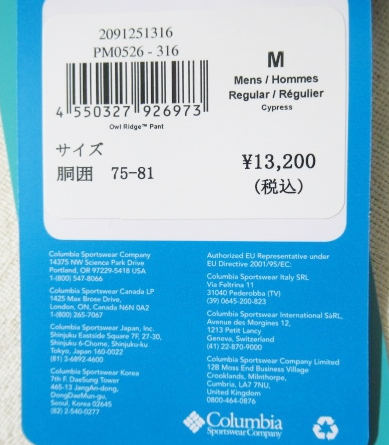 2091251316
PM0526 - 316
4 550327 926973
Owl Ridge™ Pant
M
Mens / Hommes
Regular / Régulier
Cypress
サイズ
胴囲 75-81
¥13,200
(税込)
Columbia Sportswear Company
14375 NW Science Park Drive
Portland, OR 97229-5418 USA
1-(800) 547-8066
Columbia Sportswear Canada LP
1425 Max Brose Drive,
London, ON, Canada N6N 0A2
1-(800) 265-7067
Columbia Sportswear Japan, Inc.
Shinjuku Eastside Square 7F, 27-30,
Shinjuku 6-Chome, Shinjuku-ku
Tokyo, Japan 160-0022
(81) 3-6892-4600
Columbia Sportswear Korea
7th F. DaeSung Tower
465-13 JangAn-dong,
DongDaeMun-gu,
Seoul, Korea 02645
(82) 2-540-0277
Authorized EU Representative under
EU Directive 2001/95/EC:
Columbia Sportswear Italy SRL
Via Feltrina 11
31040 Pederobba (TV)
(39) 0645-200-823
Columbia Sportswear International SàRL,
Avenue des Morgines 12,
1213 Petit Lancy
Geneva, Switzerland
(41) 22-870-9000
Columbia Sportswear Company Limited
12B Moss End Business Village
Crooklands, Milnthorpe,
Cumbria, LA7 7NU,
United Kingdom
0800-464-0876
Columbia
Sportswear Company